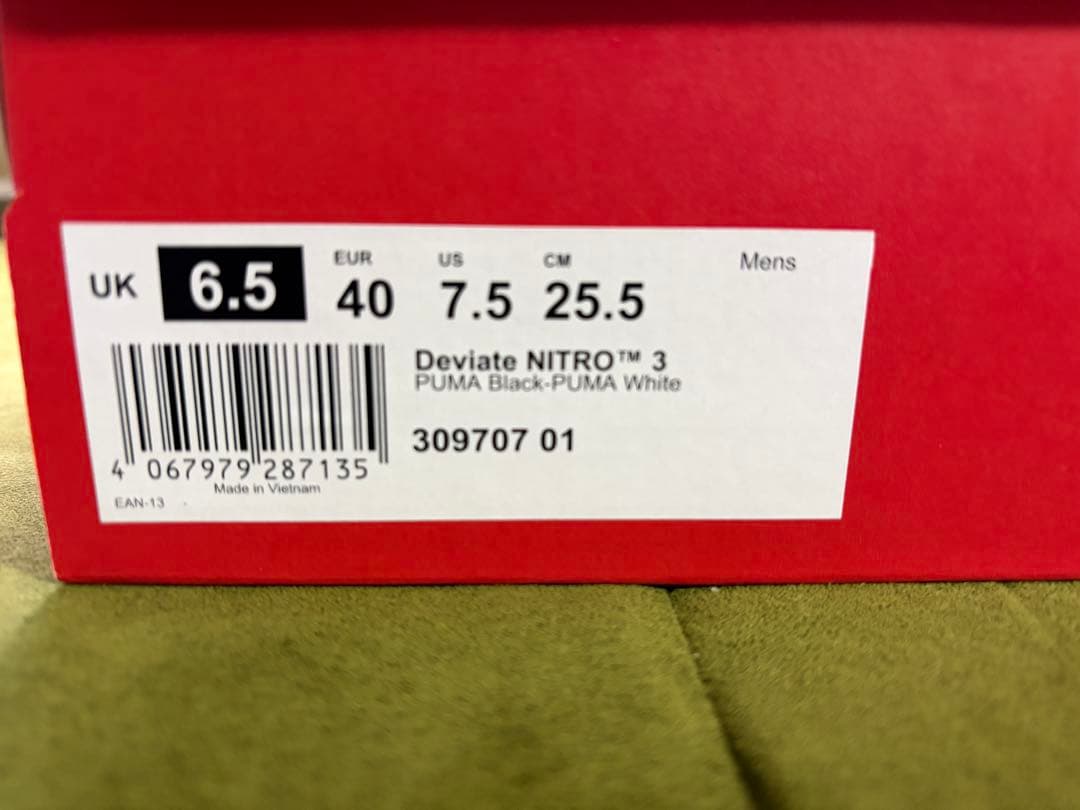 UK 6.5 EUR 40 US 7.5 CM 25.5 Mens
Deviate NITRO™ 3
PUMA Black-PUMA White
309707 01
4 067979 287135
Made in Vietnam
EAN-13